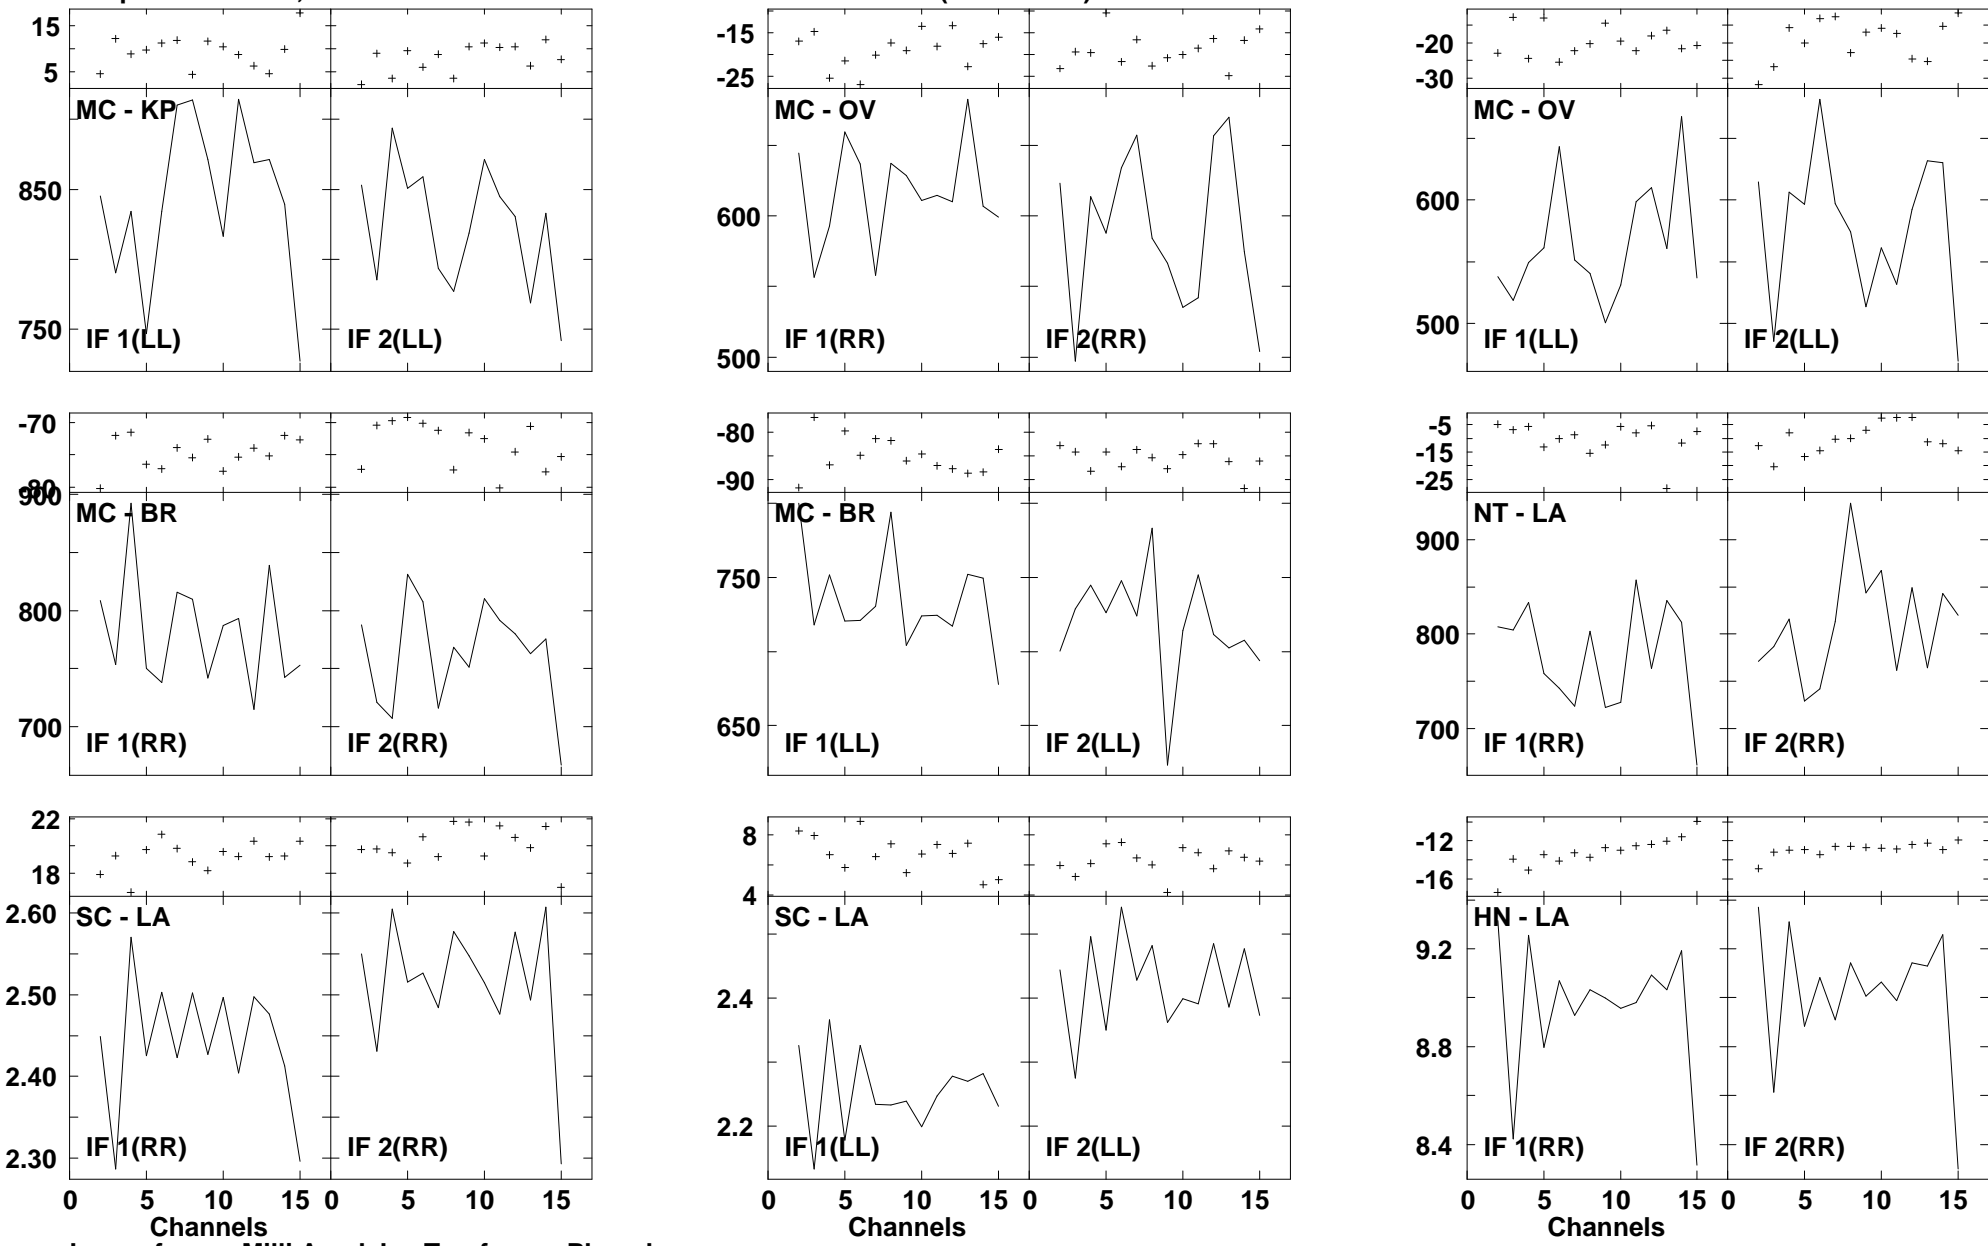 15
5
-15
-25
-20
-30
MC - KP
850
750
IF 1(LL)
IF 2(LL)
MC - OV
600
500
IF 1(RR)
IF 2(RR)
MC - OV
600
500
IF 1(LL)
IF 2(LL)
-70
-80
-80
-90
-5
-15
-25
900
MC - BR
800
700
IF 1(RR)
IF 2(RR)
MC - BR
750
650
IF 1(LL)
IF 2(LL)
NT - LA
900
800
700
IF 1(RR)
IF 2(RR)
22
18
8
4
-12
-16
2.60
SC - LA
2.50
2.40
2.30
IF 1(RR)
IF 2(RR)
SC - LA
2.4
2.2
IF 1(LL)
IF 2(LL)
HN - LA
9.2
8.8
8.4
IF 1(RR)
IF 2(RR)
0 5 10 15 0 5 10 15
0 5 10 15 0 5 10 15
0 5 10 15 0 5 10 15
Channels
Channels
Channels